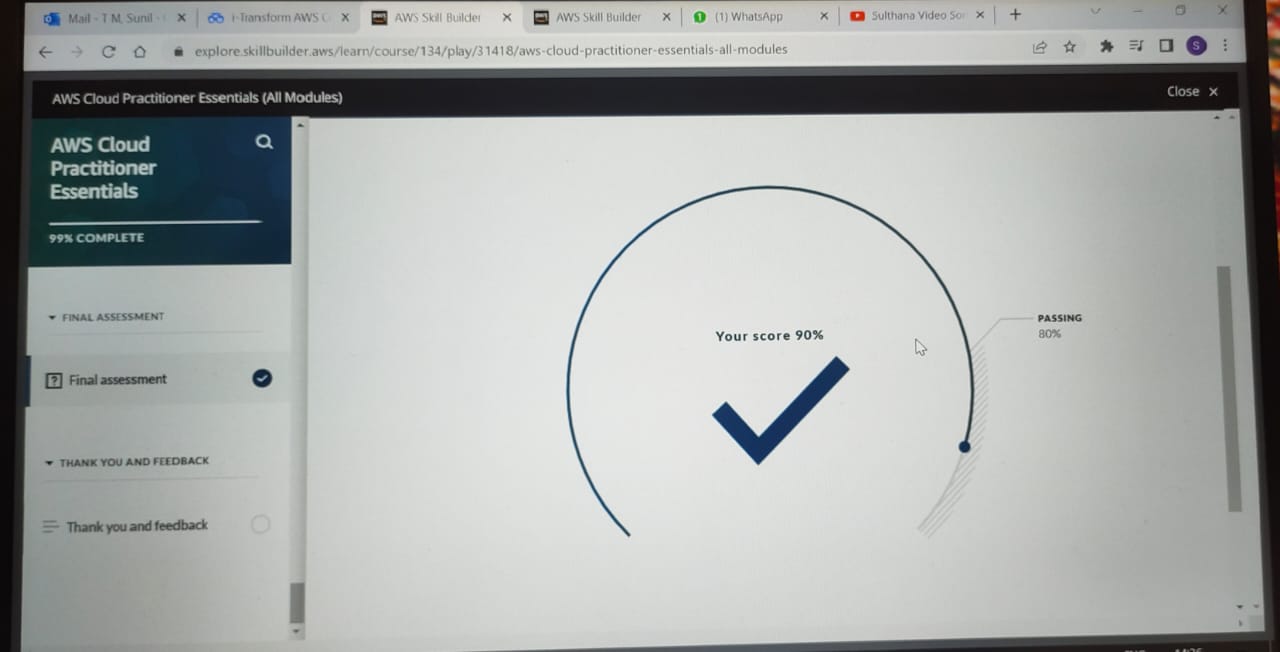 Mail - T M, Sunil -
i-Transform AWS C
AWS Skill Builder
AWS Skill Builder
(1) WhatsApp
Sulthana Video Son
explore.skillbuilder.aws/learn/course/134/play/31418/aws-cloud-practitioner-essentials-all-modules
S
AWS Cloud Practitioner Essentials (All Modules)
Close
AWS Cloud
Practitioner
Essentials
99% COMPLETE
FINAL ASSESSMENT
Final assessment
THANK YOU AND FEEDBACK
Thank you and feedback
Your score 90%
PASSING
80%